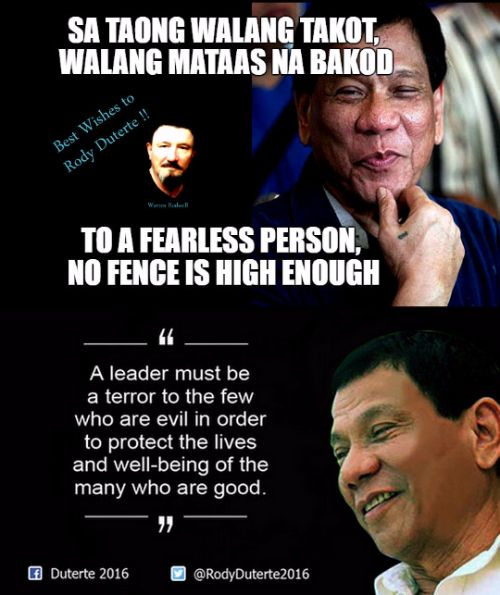 SA TAONG WALANG TAKOT,
WALANG MATAAS NA BAKOD
Best Wishes to
Rody Duterte !!
Warren Rodwell
TO A FEARLESS PERSON,
NO FENCE IS HIGH ENOUGH
“
A leader must be
a terror to the few
who are evil in order
to protect the lives
and well-being of the
many who are good.
”
f Duterte 2016
@RodyDuterte2016